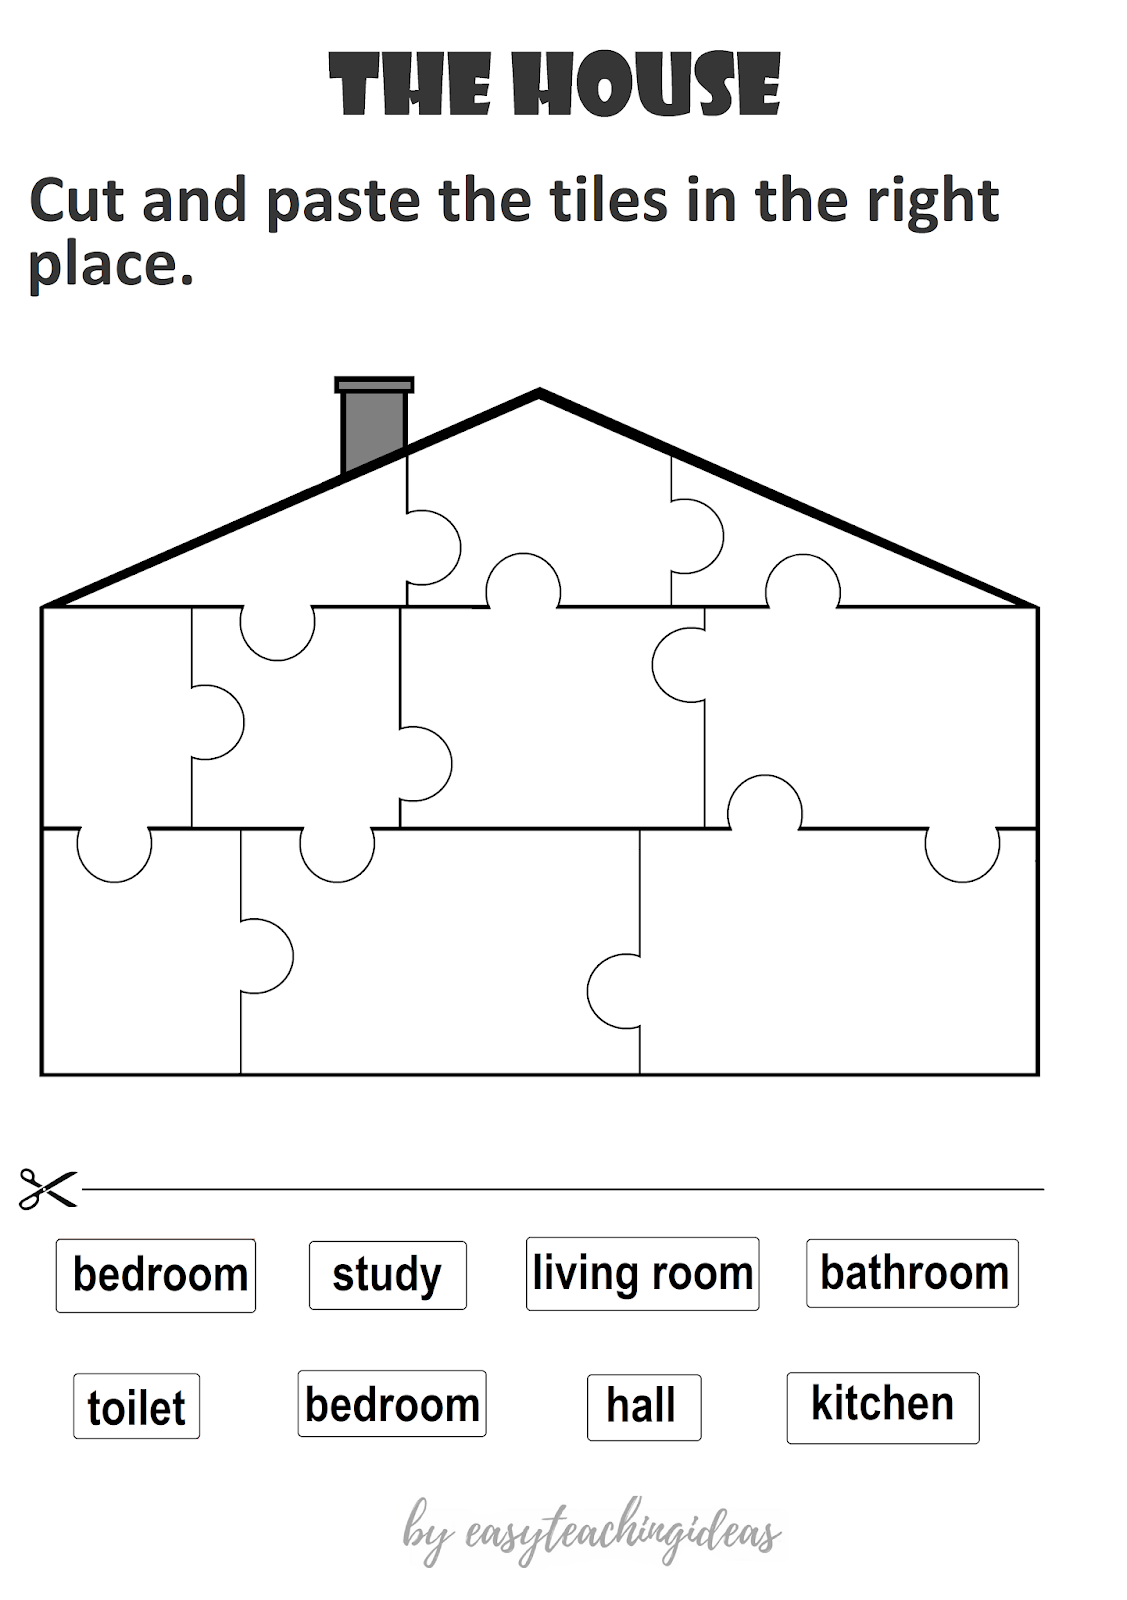 THE HOUSE
Cut and paste the tiles in the right
place.
bedroom study living room bathroom
toilet bedroom hall kitchen
by easyteachingideas